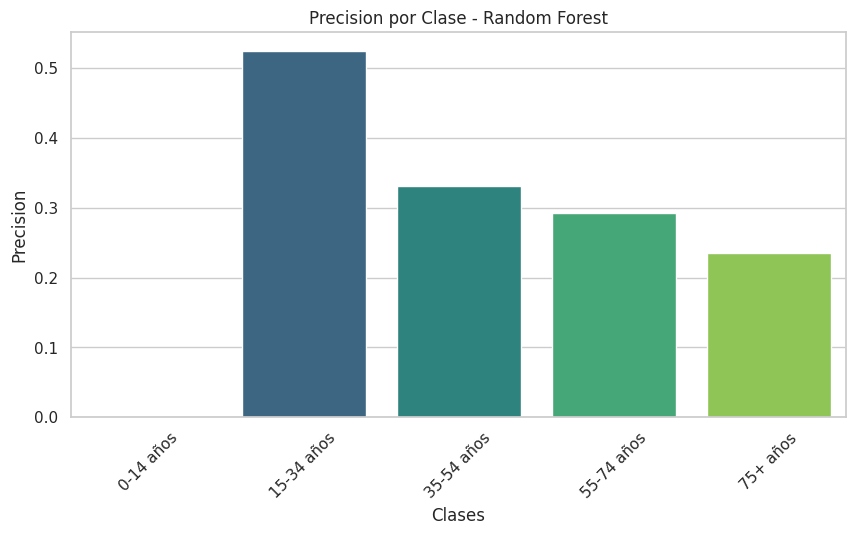 Precision por Clase - Random Forest
Precision
0.5
0.4
0.3
0.2
0.1
0.0
0-14 años
15-34 años
35-54 años
55-74 años
75+ años
Clases